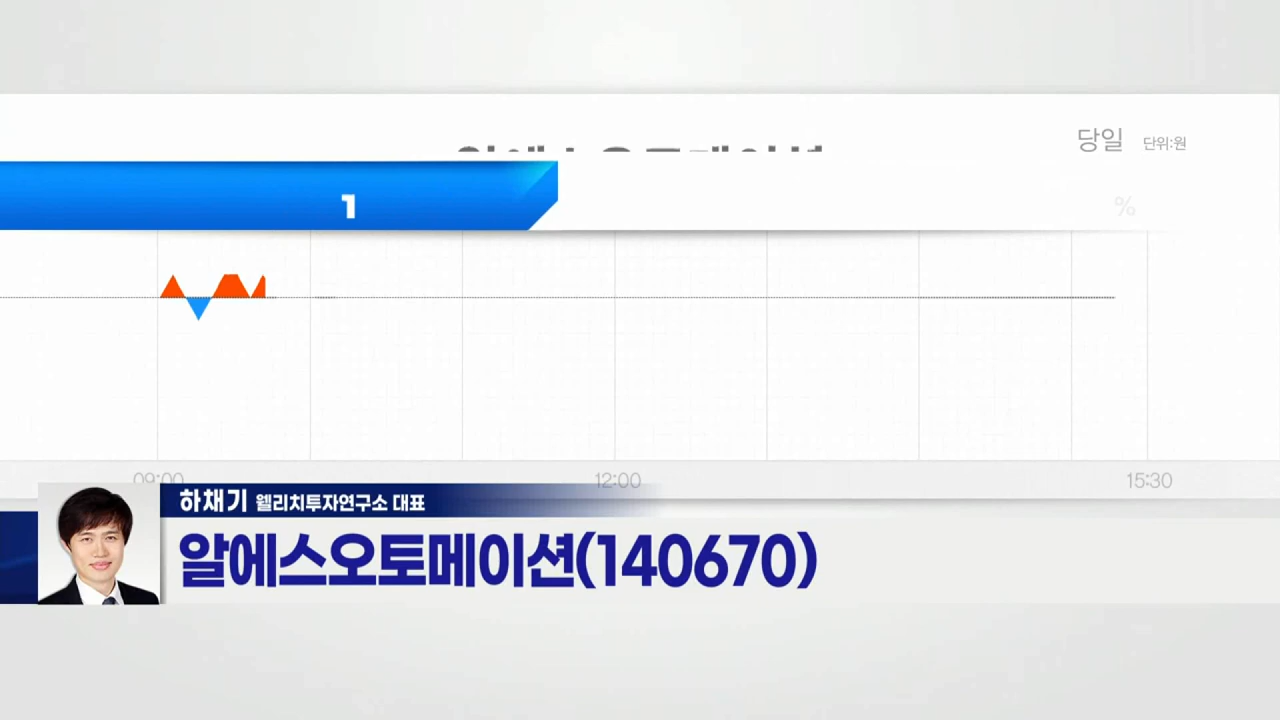 당일 단위:원
1
%
09:00 12:00 15:30
하채기 웰리치투자연구소 대표
알에스오토메이션(140670)